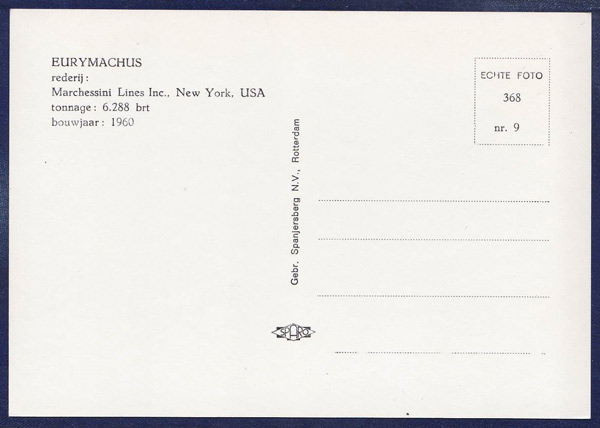 EURYMACHUS
rederij:
Marchessini Lines Inc., New York, USA
tonnage: 6.288 brt
bouwjaar: 1960
ECHTE FOTO
368
nr. 9
Gebr. Spanjersberg N.V., Rotterdam
SPARO